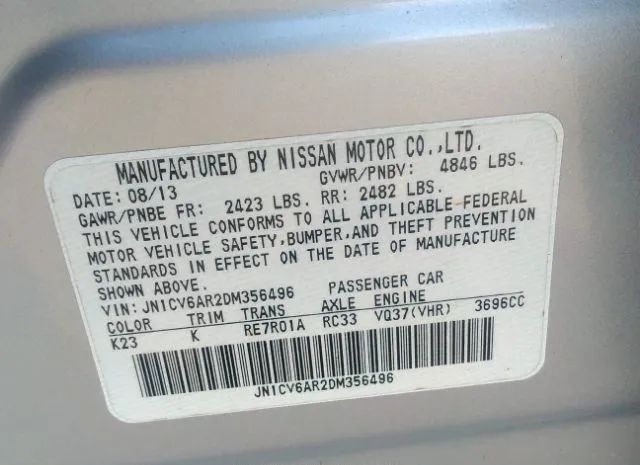 MANUFACTURED BY NISSAN MOTOR CO.,LTD.
DATE: 08/13 GVWR/PNBV: 4846 LBS.
GAWR/PNBE FR: 2423 LBS. RR: 2482 LBS.
THIS VEHICLE CONFORMS TO ALL APPLICABLE FEDERAL
MOTOR VEHICLE SAFETY,BUMPER,AND THEFT PREVENTION
STANDARDS IN EFFECT ON THE DATE OF MANUFACTURE
SHOWN ABOVE.
VIN: JN1CV6AR2DM356496 PASSENGER CAR
COLOR TRIM TRANS AXLE ENGINE
K23 K RE7R01A RC33 VQ37(VHR) 3696CC
JN1CV6AR2DM356496